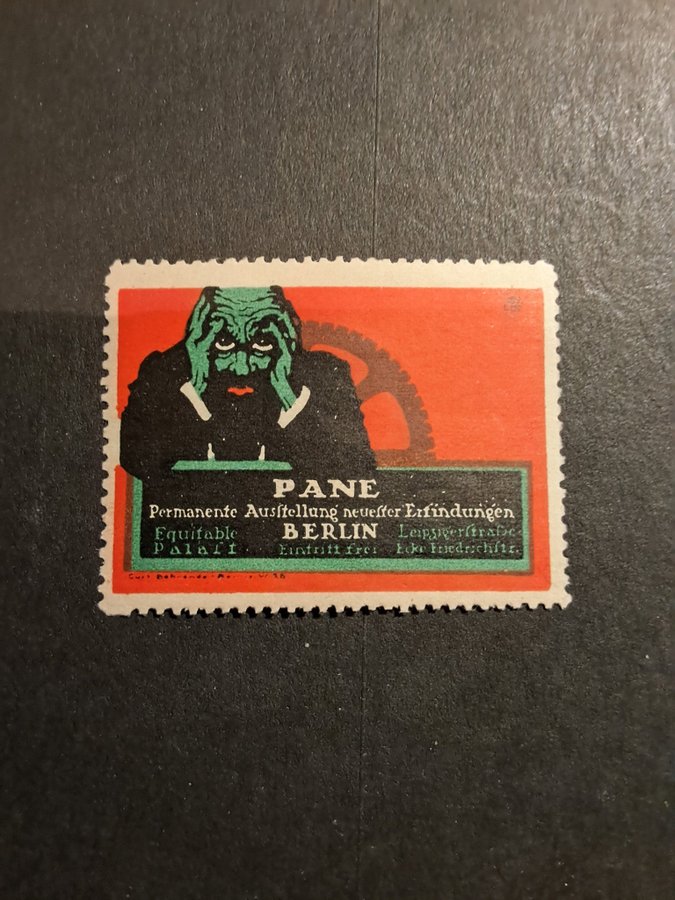 PANE
Permanente Ausstellung neuester Erfindungen
Equitable BERLIN Leipzigerstraße
Palast Eintritt frei Ecke Friedrichstr.